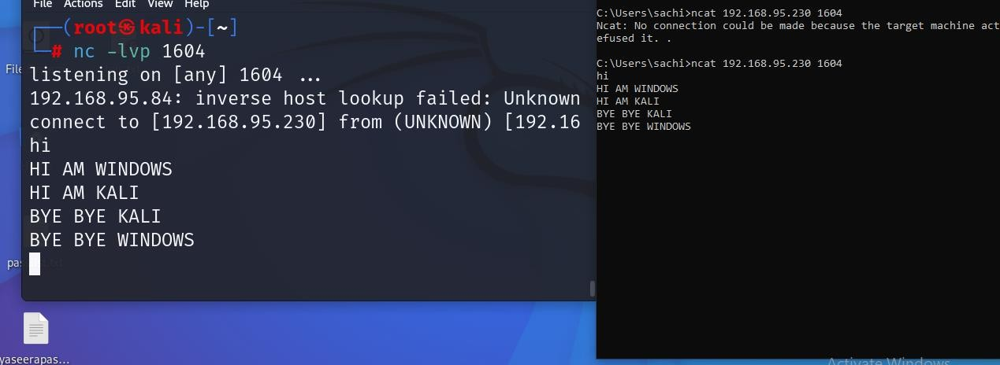 File Actions Edit View Help
┌──(root㉿kali)-[~]
└─# nc -lvp 1604
listening on [any] 1604 ...
192.168.95.84: inverse host lookup failed: Unknown
connect to [192.168.95.230] from (UNKNOWN) [192.16
hi
HI AM WINDOWS
HI AM KALI
BYE BYE KALI
BYE BYE WINDOWS
File
yaseerapas...
C:\Users\sachi>ncat 192.168.95.230 1604
Ncat: No connection could be made because the target machine act
efused it. .
C:\Users\sachi>ncat 192.168.95.230 1604
hi
HI AM WINDOWS
HI AM KALI
BYE BYE KALI
BYE BYE WINDOWS
Activate Windows